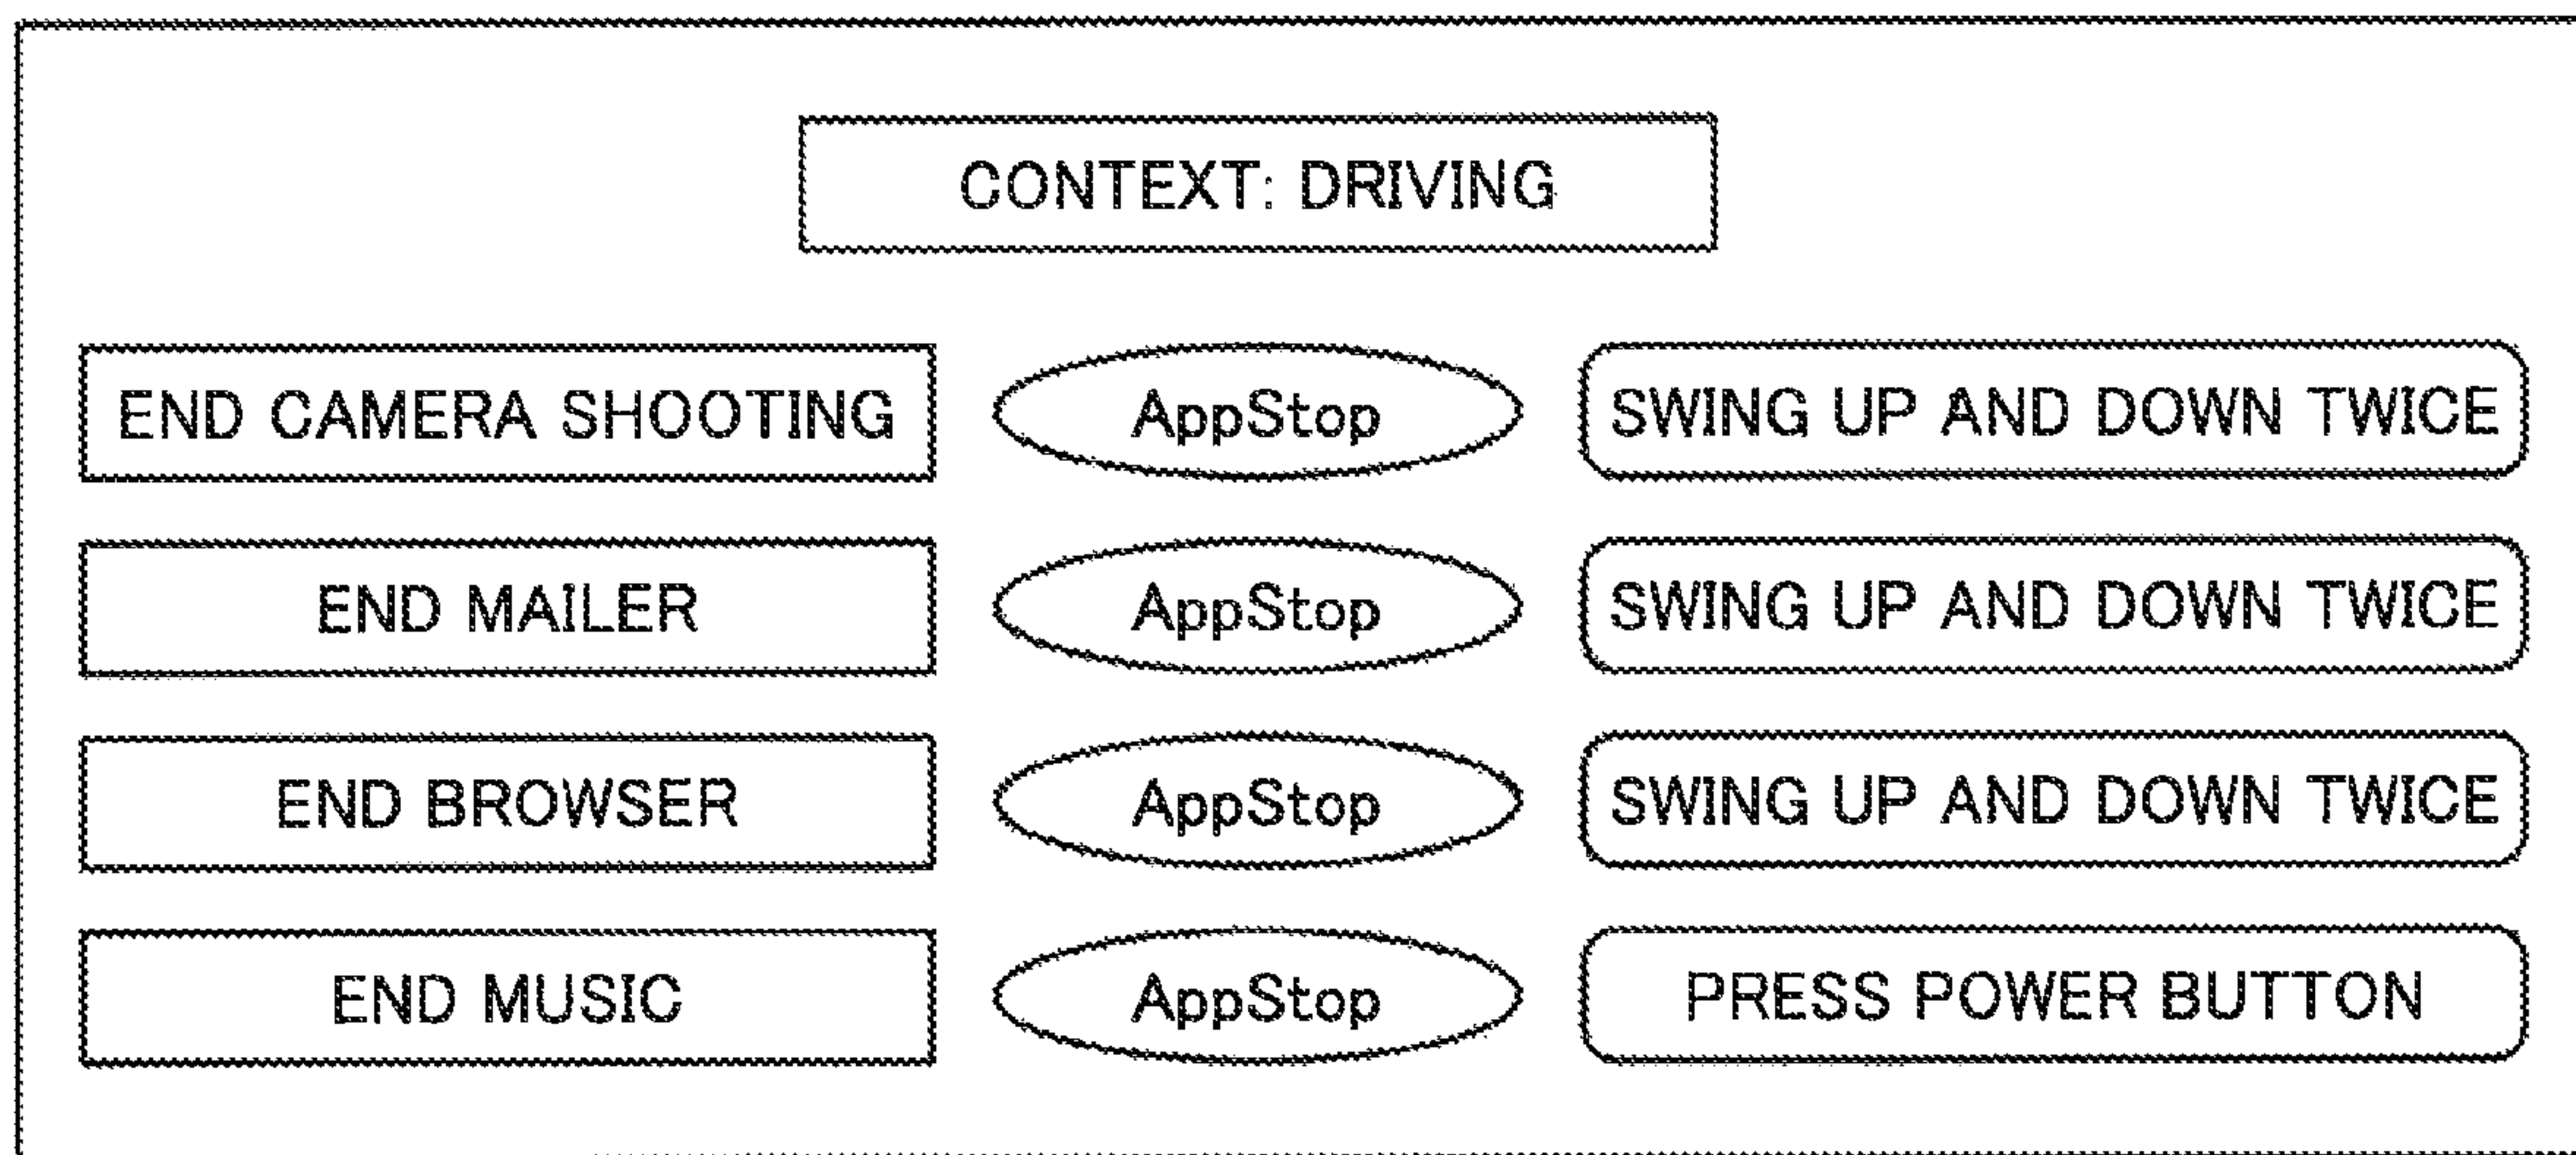 CONTEXT: DRIVING
END CAMERA SHOOTING AppStop SWING UP AND DOWN TWICE
END MAILER AppStop SWING UP AND DOWN TWICE
END BROWSER AppStop SWING UP AND DOWN TWICE
END MUSIC AppStop PRESS POWER BUTTON